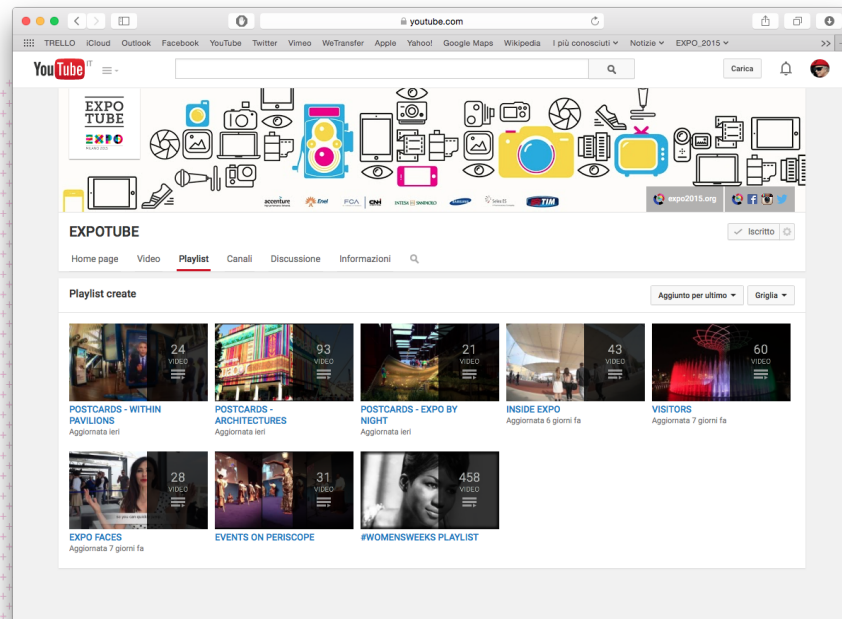 youtube.com
TRELLO iCloud Outlook Facebook YouTube Twitter Vimeo WeTransfer Apple Yahoo! Google Maps Wikipedia I più conosciuti Notizie EXPO_2015 >>
YouTube IT
Carica
EXPO
TUBE
EXPO
MILANO 2015
accenture Enel FCA CNH INTESA SANPAOLO SAMSUNG Selex ES TIM
expo2015.org
EXPOTUBE
Iscritto
Home page Video Playlist Canali Discussione Informazioni
Playlist create
Aggiunto per ultimo Griglia
24 VIDEO
93 VIDEO
21 VIDEO
43 VIDEO
60 VIDEO
POSTCARDS - WITHIN
PAVILIONS
Aggiornata ieri
POSTCARDS -
ARCHITECTURES
Aggiornata ieri
POSTCARDS - EXPO BY
NIGHT
Aggiornata ieri
INSIDE EXPO
Aggiornata 6 giorni fa
VISITORS
Aggiornata 7 giorni fa
28 VIDEO
31 VIDEO
458 VIDEO
EXPO FACES
Aggiornata 7 giorni fa
EVENTS ON PERISCOPE
#WOMENSWEEKS PLAYLIST